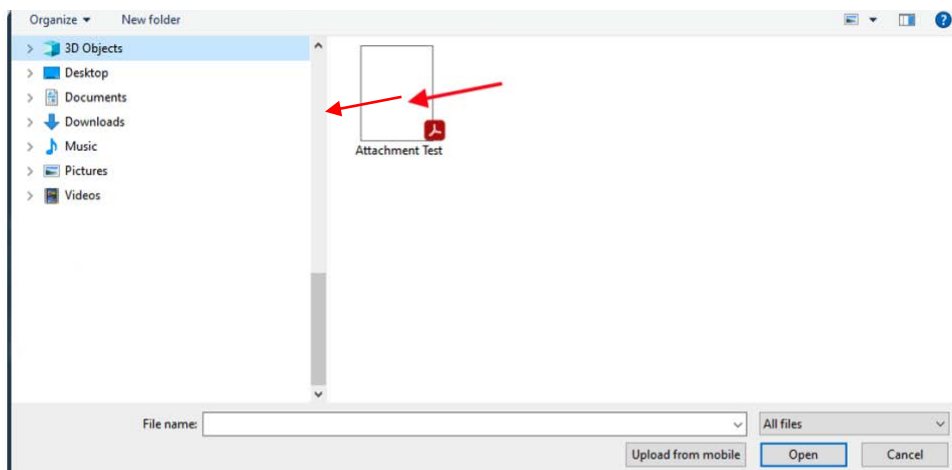 Organize New folder ?
3D Objects
Desktop
Documents
Downloads
Music
Pictures
Videos
Attachment Test
File name: All files
Upload from mobile Open Cancel